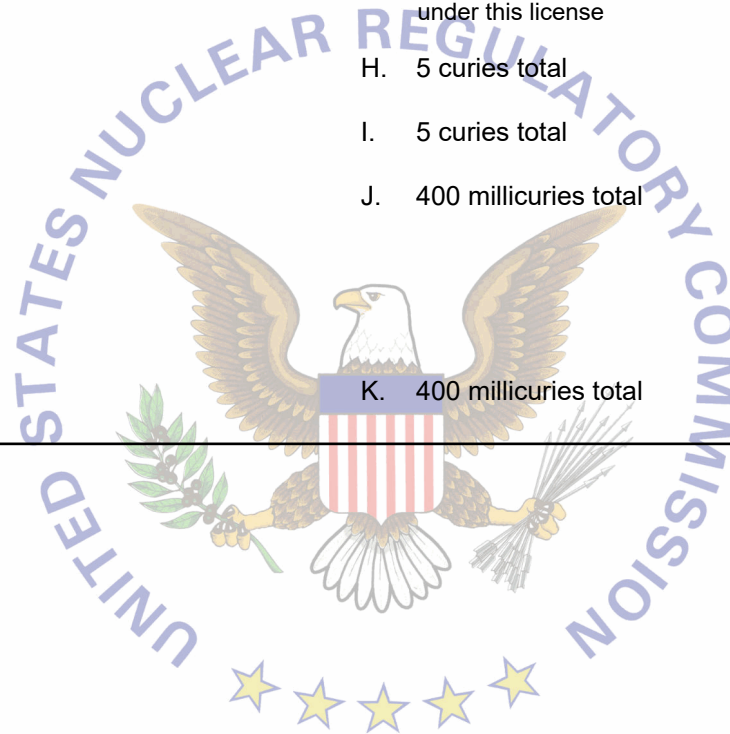 under this license
H. 5 curies total
I. 5 curies total
J. 400 millicuries total
K. 400 millicuries total
UNITED STATES NUCLEAR REGULATORY COMMISSION